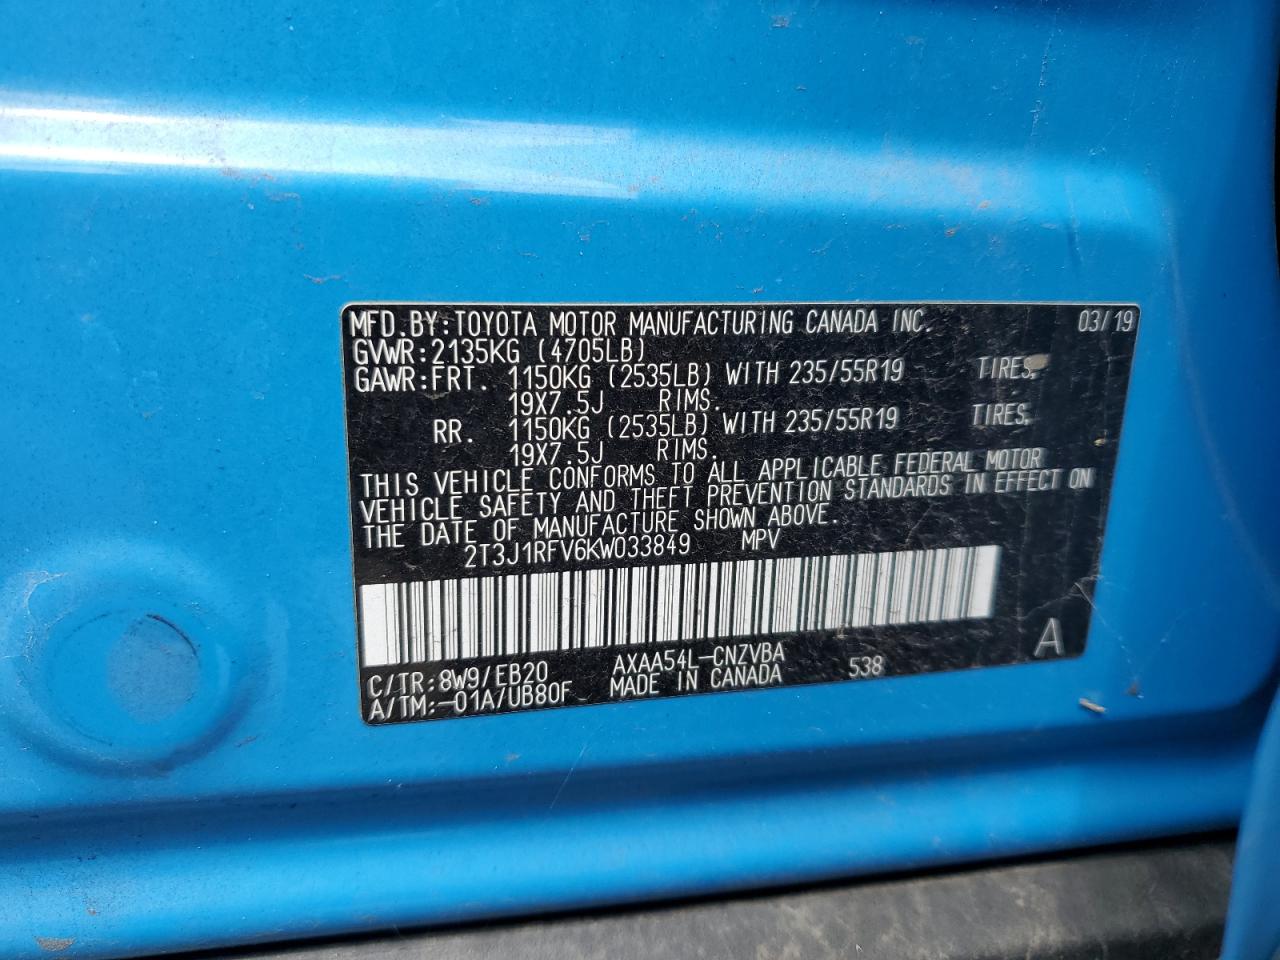 MFD.BY:TOYOTA MOTOR MANUFACTURING CANADA INC. 03/19
GVWR:2135KG (4705LB)
GAWR:FRT. 1150KG (2535LB) WITH 235/55R19 TIRES,
19X7.5J RIMS.
RR. 1150KG (2535LB) WITH 235/55R19 TIRES,
19X7.5J RIMS.
THIS VEHICLE CONFORMS TO ALL APPLICABLE FEDERAL MOTOR
VEHICLE SAFETY AND THEFT PREVENTION STANDARDS IN EFFECT ON
THE DATE OF MANUFACTURE SHOWN ABOVE.
2T3J1RFV6KW033849 MPV
C/TR:8W9/EB20 AXAA54L-CNZVBA 538 A
A/TM:-01A/UB80F MADE IN CANADA